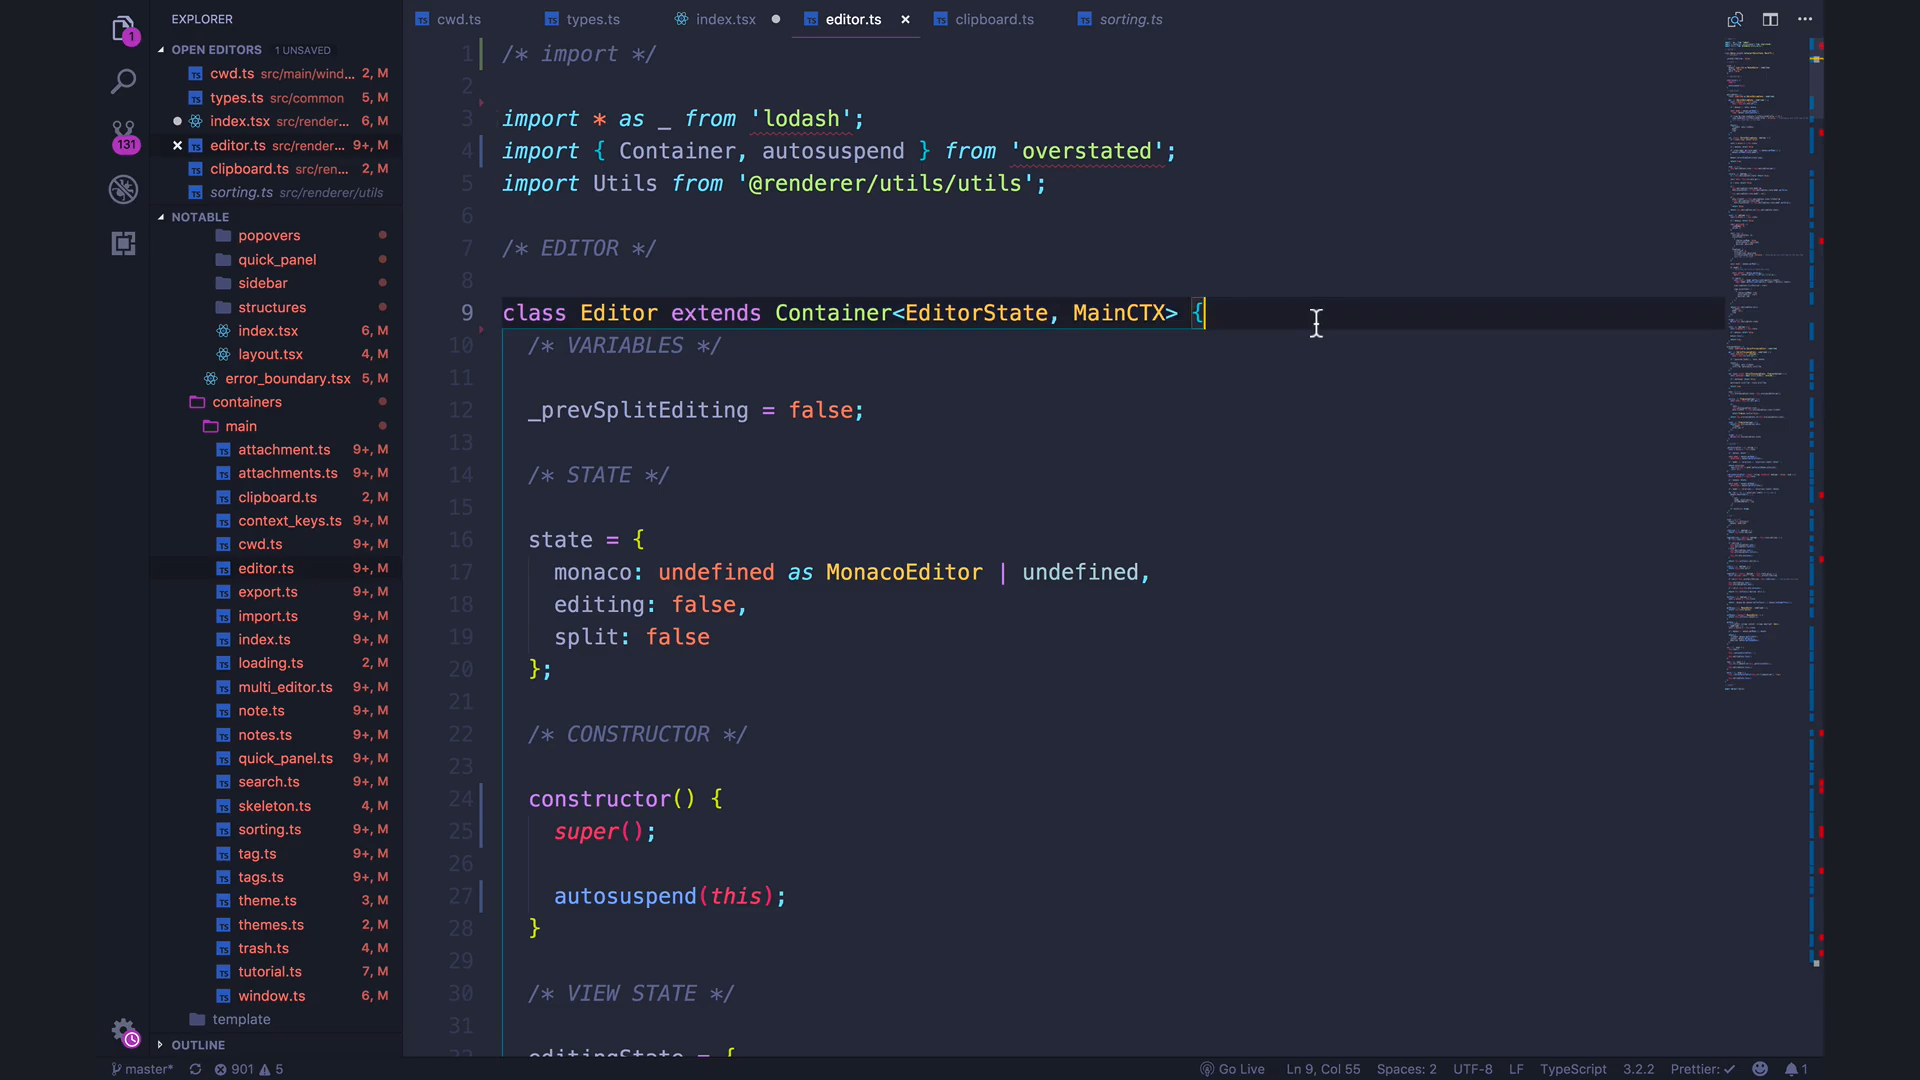 EXPLORER
OPEN EDITORS 1 UNSAVED
cwd.ts src/main/wind... 2, M
types.ts src/common 5, M
index.tsx src/render... 6, M
editor.ts src/render... 9+, M
clipboard.ts src/ren... 2, M
sorting.ts src/renderer/utils
NOTABLE
popovers
quick_panel
sidebar
structures
index.tsx 6, M
layout.tsx 6, M
error_boundary.tsx 5, M
containers
main
attachment.ts 9+, M
attachments.ts 9+, M
clipboard.ts 2, M
context_keys.ts 9+, M
cwd.ts 9+, M
editor.ts 9+, M
export.ts 9+, M
import.ts 9+, M
index.ts 9+, M
loading.ts 2, M
multi_editor.ts 9+, M
note.ts 9+, M
notes.ts 9+, M
quick_panel.ts 9+, M
search.ts 9+, M
skeleton.ts 4, M
sorting.ts 9+, M
tag.ts 9+, M
tags.ts 9+, M
theme.ts 3, M
themes.ts 2, M
trash.ts 4, M
tutorial.ts 7, M
window.ts 6, M
template
OUTLINE
1
131
cwd.ts types.ts index.tsx editor.ts clipboard.ts sorting.ts
1 /* import */
2
3 import * as _ from 'lodash';
4 import { Container, autosuspend } from 'overstated';
5 import Utils from '@renderer/utils/utils';
6
7 /* EDITOR */
8
9 class Editor extends Container<EditorState, MainCTX> {
10 /* VARIABLES */
11
12 _prevSplitEditing = false;
13
14 /* STATE */
15
16 state = {
17 monaco: undefined as MonacoEditor | undefined,
18 editing: false,
19 split: false
20 };
21
22 /* CONSTRUCTOR */
23
24 constructor() {
25 super();
26
27 autosuspend(this);
28 }
29
30 /* VIEW STATE */
31
32 editingState = {
master* 901 5 Go Live Ln 9, Col 55 Spaces: 2 UTF-8 LF TypeScript 3.2.2 Prettier: ✓ 1